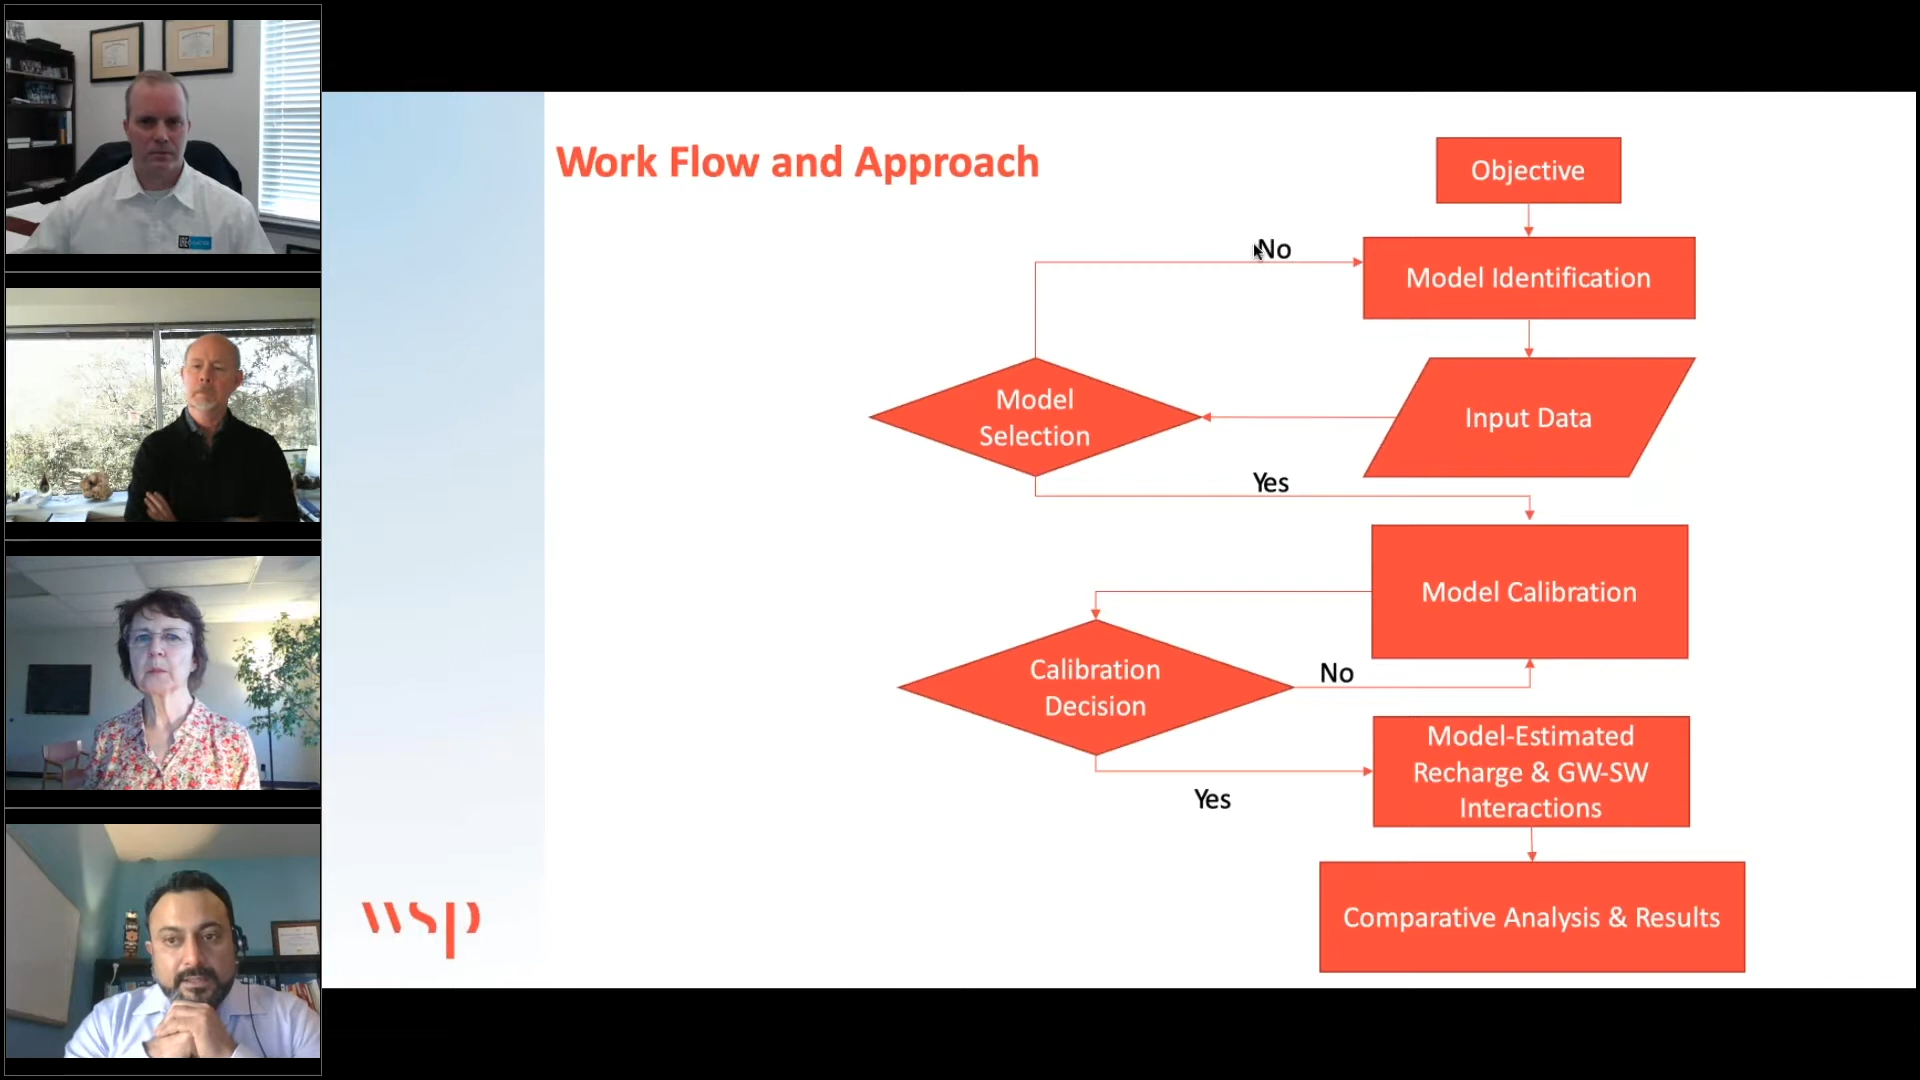 Work Flow and Approach
Objective
No
Model Identification
Model
Selection
Input Data
Yes
Model Calibration
Calibration
Decision
No
Model-Estimated
Recharge & GW-SW
Interactions
Yes
Comparative Analysis & Results
wsp